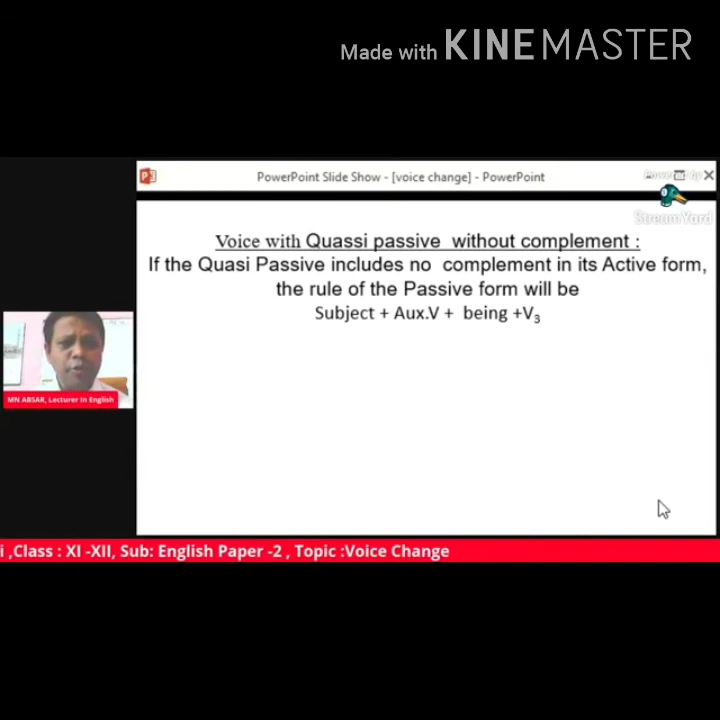 Made with KINEMASTER
PowerPoint Slide Show - [voice change] - PowerPoint
StreamYard
Voice with Quassi passive without complement :
If the Quasi Passive includes no complement in its Active form,
the rule of the Passive form will be
Subject + Aux.V + being +V₃
MN ABSAR, Lecturer In English
i ,Class : XI -XII, Sub: English Paper -2 , Topic :Voice Change